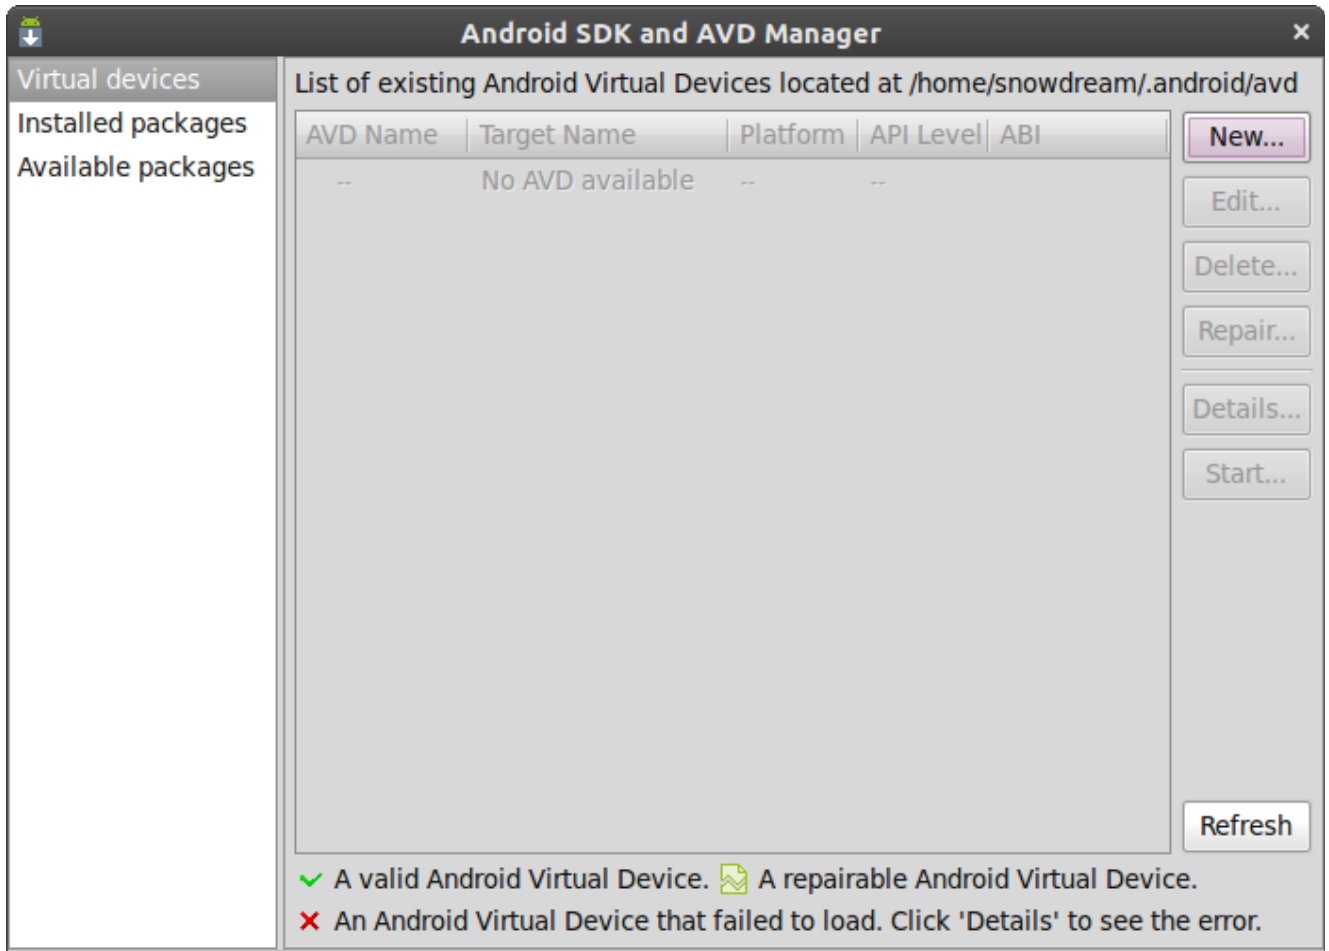 Android SDK and AVD Manager
Virtual devices
Installed packages
Available packages
List of existing Android Virtual Devices located at /home/snowdream/.android/avd
AVD Name Target Name Platform API Level ABI
-- No AVD available -- --
New...
Edit...
Delete...
Repair...
Details...
Start...
Refresh
A valid Android Virtual Device. A repairable Android Virtual Device.
An Android Virtual Device that failed to load. Click 'Details' to see the error.